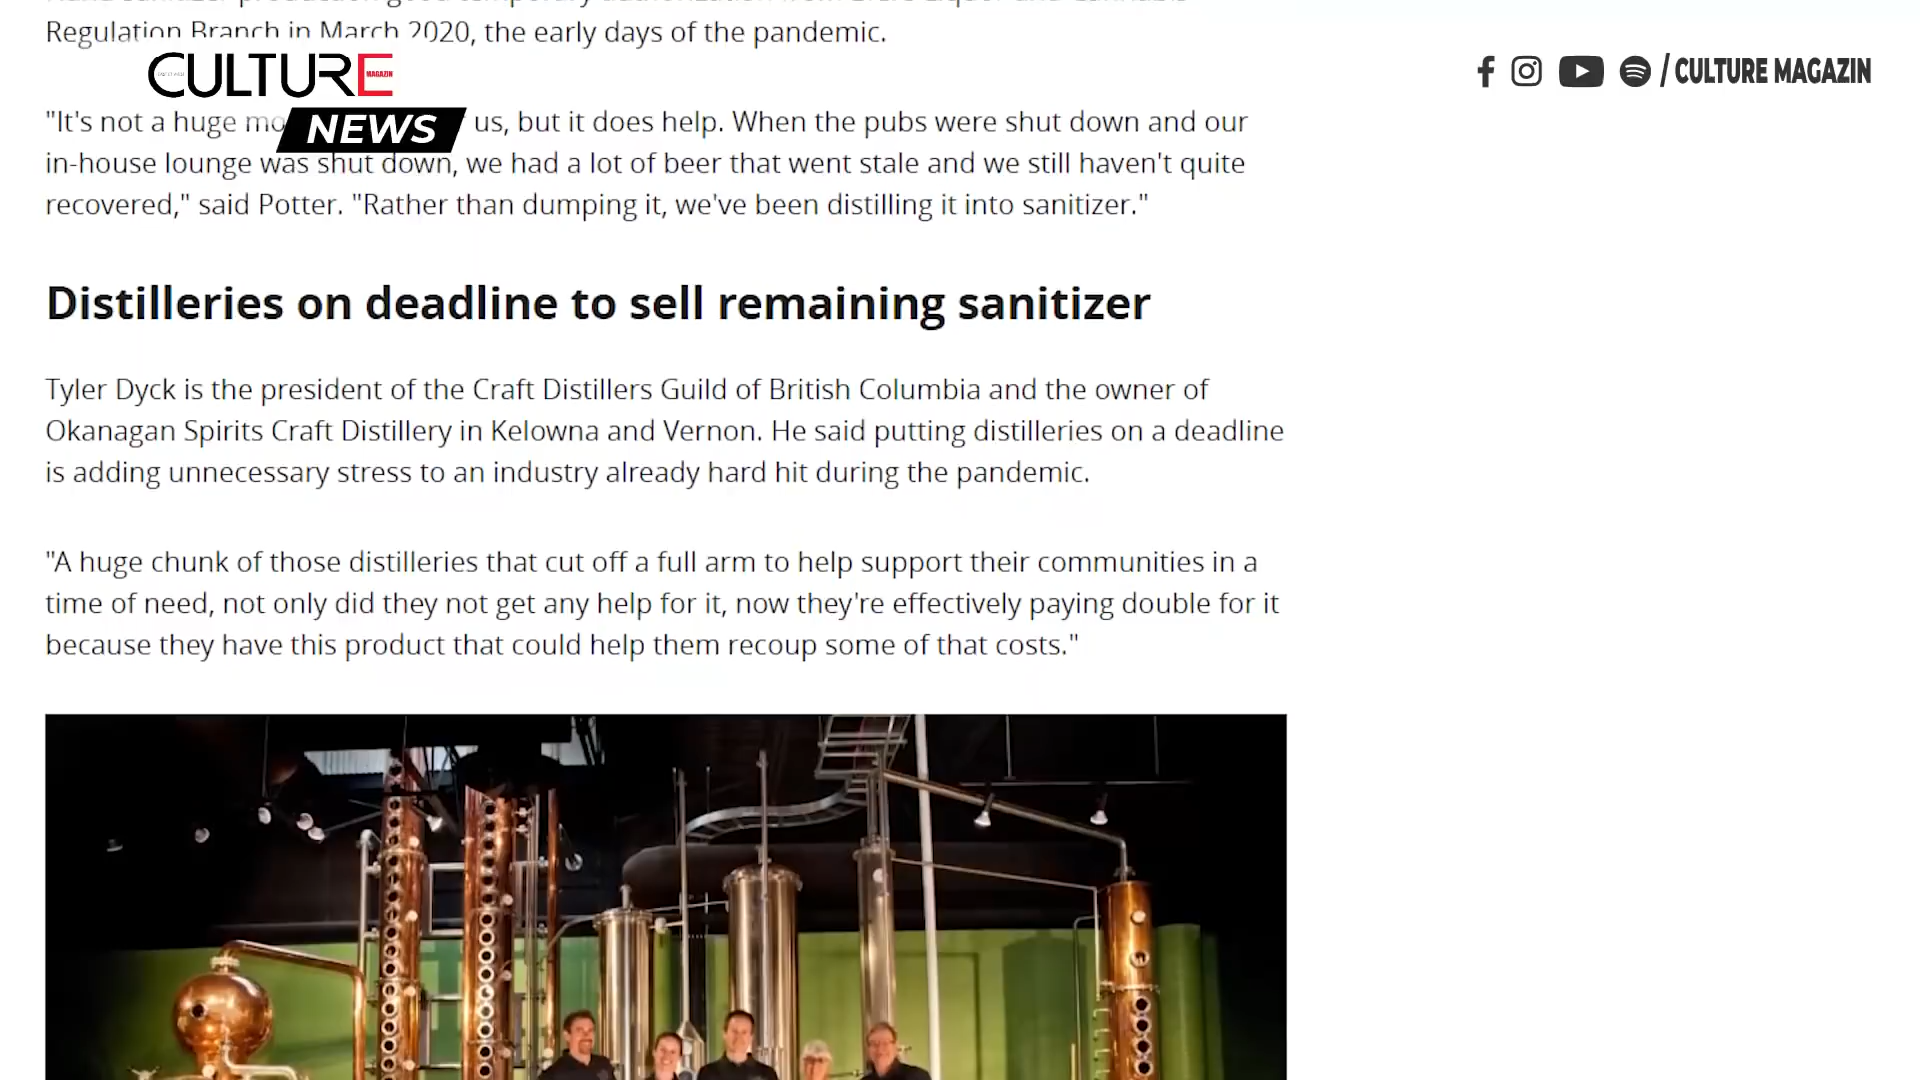 Regulation Branch in March 2020, the early days of the pandemic.
CULTURE
MAGAZIN
NEWS
/ CULTURE MAGAZIN
"It's not a huge us, but it does help. When the pubs were shut down and our
in-house lounge was shut down, we had a lot of beer that went stale and we still haven't quite
recovered," said Potter. "Rather than dumping it, we've been distilling it into sanitizer."
Distilleries on deadline to sell remaining sanitizer
Tyler Dyck is the president of the Craft Distillers Guild of British Columbia and the owner of
Okanagan Spirits Craft Distillery in Kelowna and Vernon. He said putting distilleries on a deadline
is adding unnecessary stress to an industry already hard hit during the pandemic.
"A huge chunk of those distilleries that cut off a full arm to help support their communities in a
time of need, not only did they not get any help for it, now they're effectively paying double for it
because they have this product that could help them recoup some of that costs."